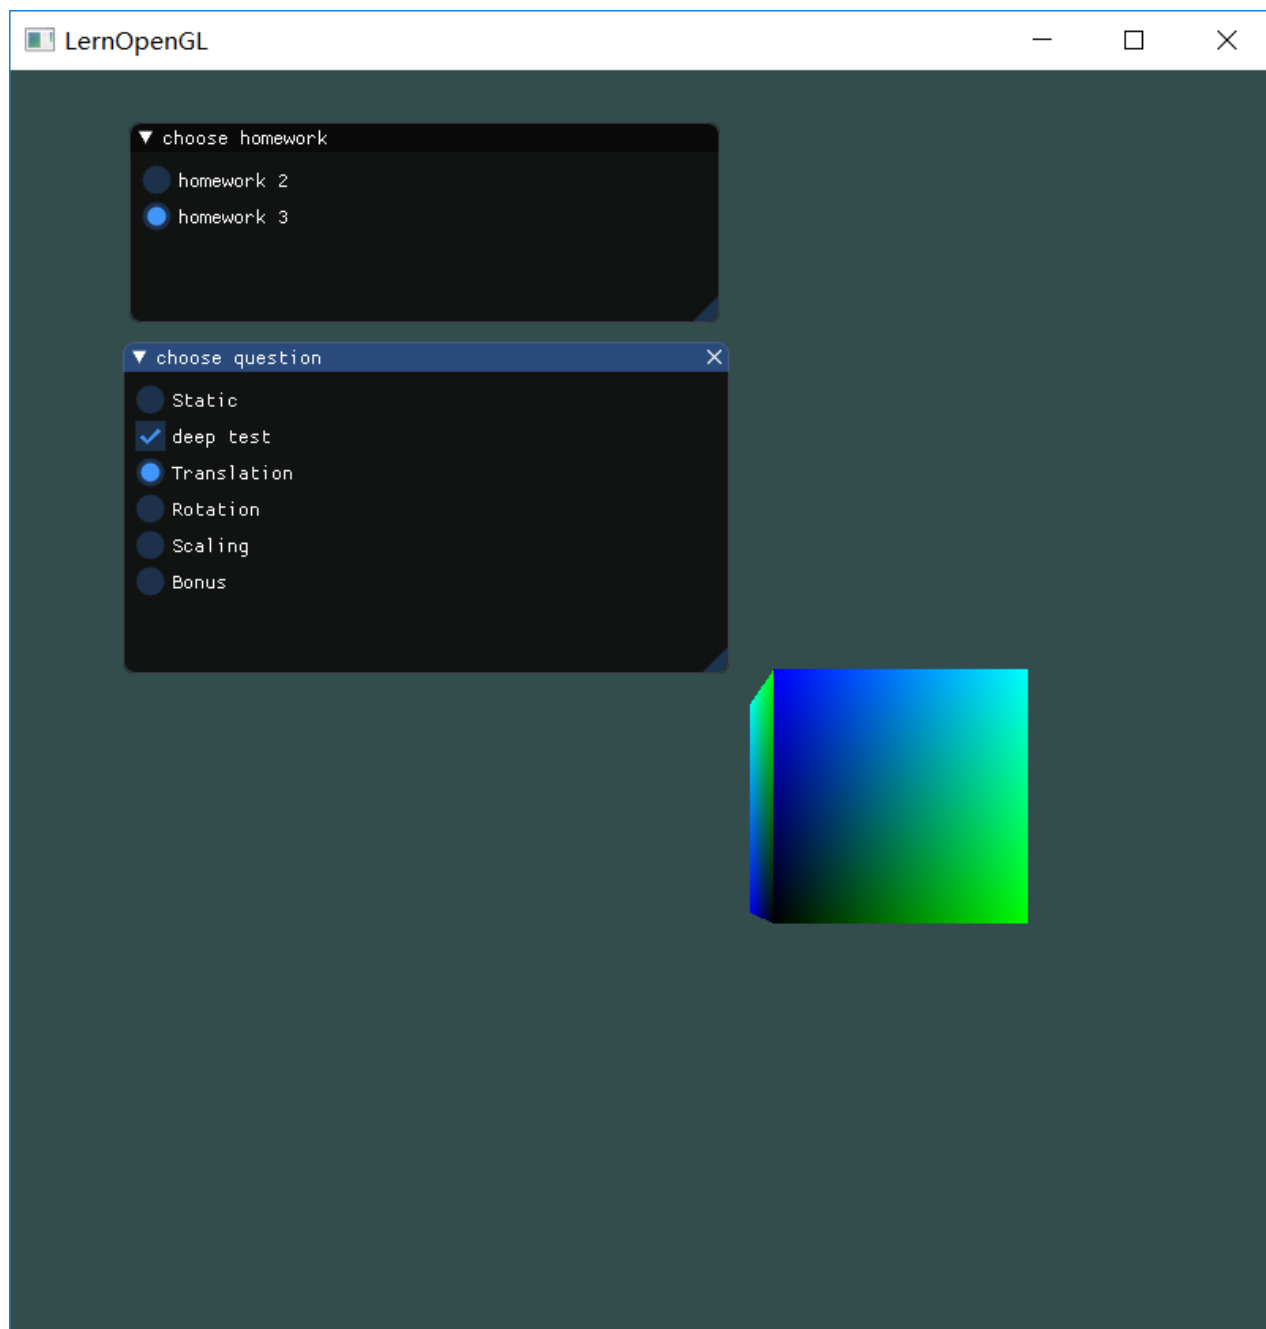 LernOpenGL
choose homework
homework 2
homework 3
choose question
Static
deep test
Translation
Rotation
Scaling
Bonus